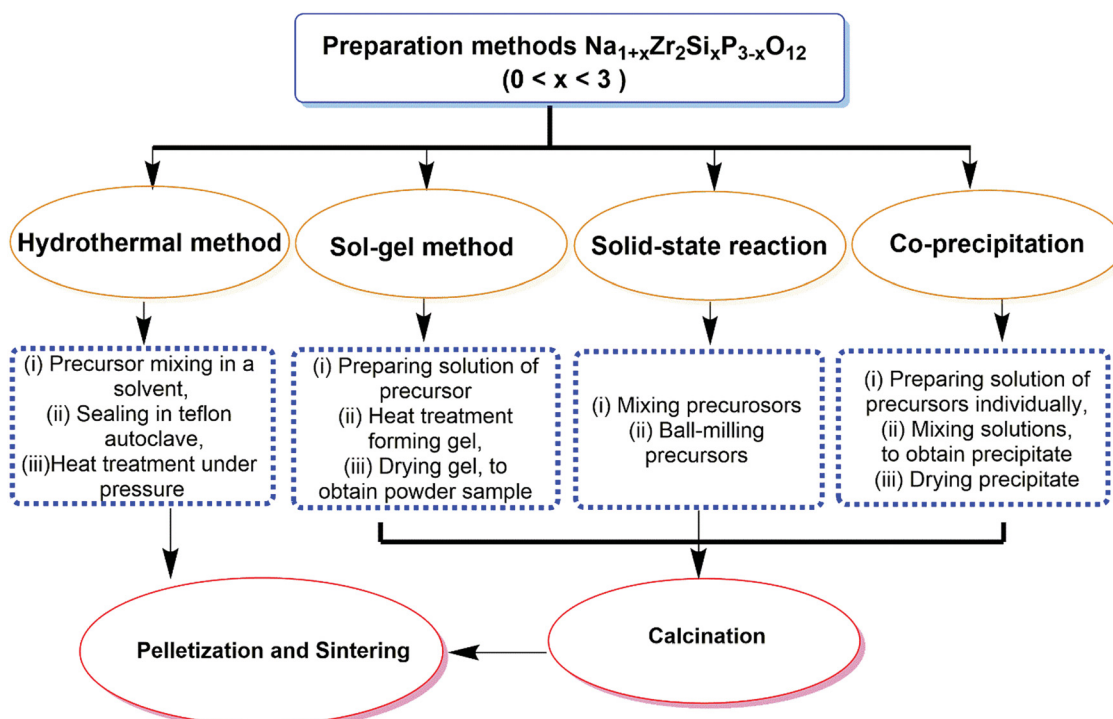 Preparation methods Na₁₊ₓZr₂SiₓP₃₋ₓO₁₂
(0 < x < 3 )
Hydrothermal method
Sol-gel method
Solid-state reaction
Co-precipitation
(i) Precursor mixing in a
solvent,
(ii) Sealing in teflon
autoclave,
(iii)Heat treatment under
pressure
(i) Preparing solution of
precursor
(ii) Heat treatment
forming gel,
(iii) Drying gel, to
obtain powder sample
(i) Mixing precurosors
(ii) Ball-milling
precursors
(i) Preparing solution of
precursors individually,
(ii) Mixing solutions,
to obtain precipitate
(iii) Drying precipitate
Pelletization and Sintering
Calcination